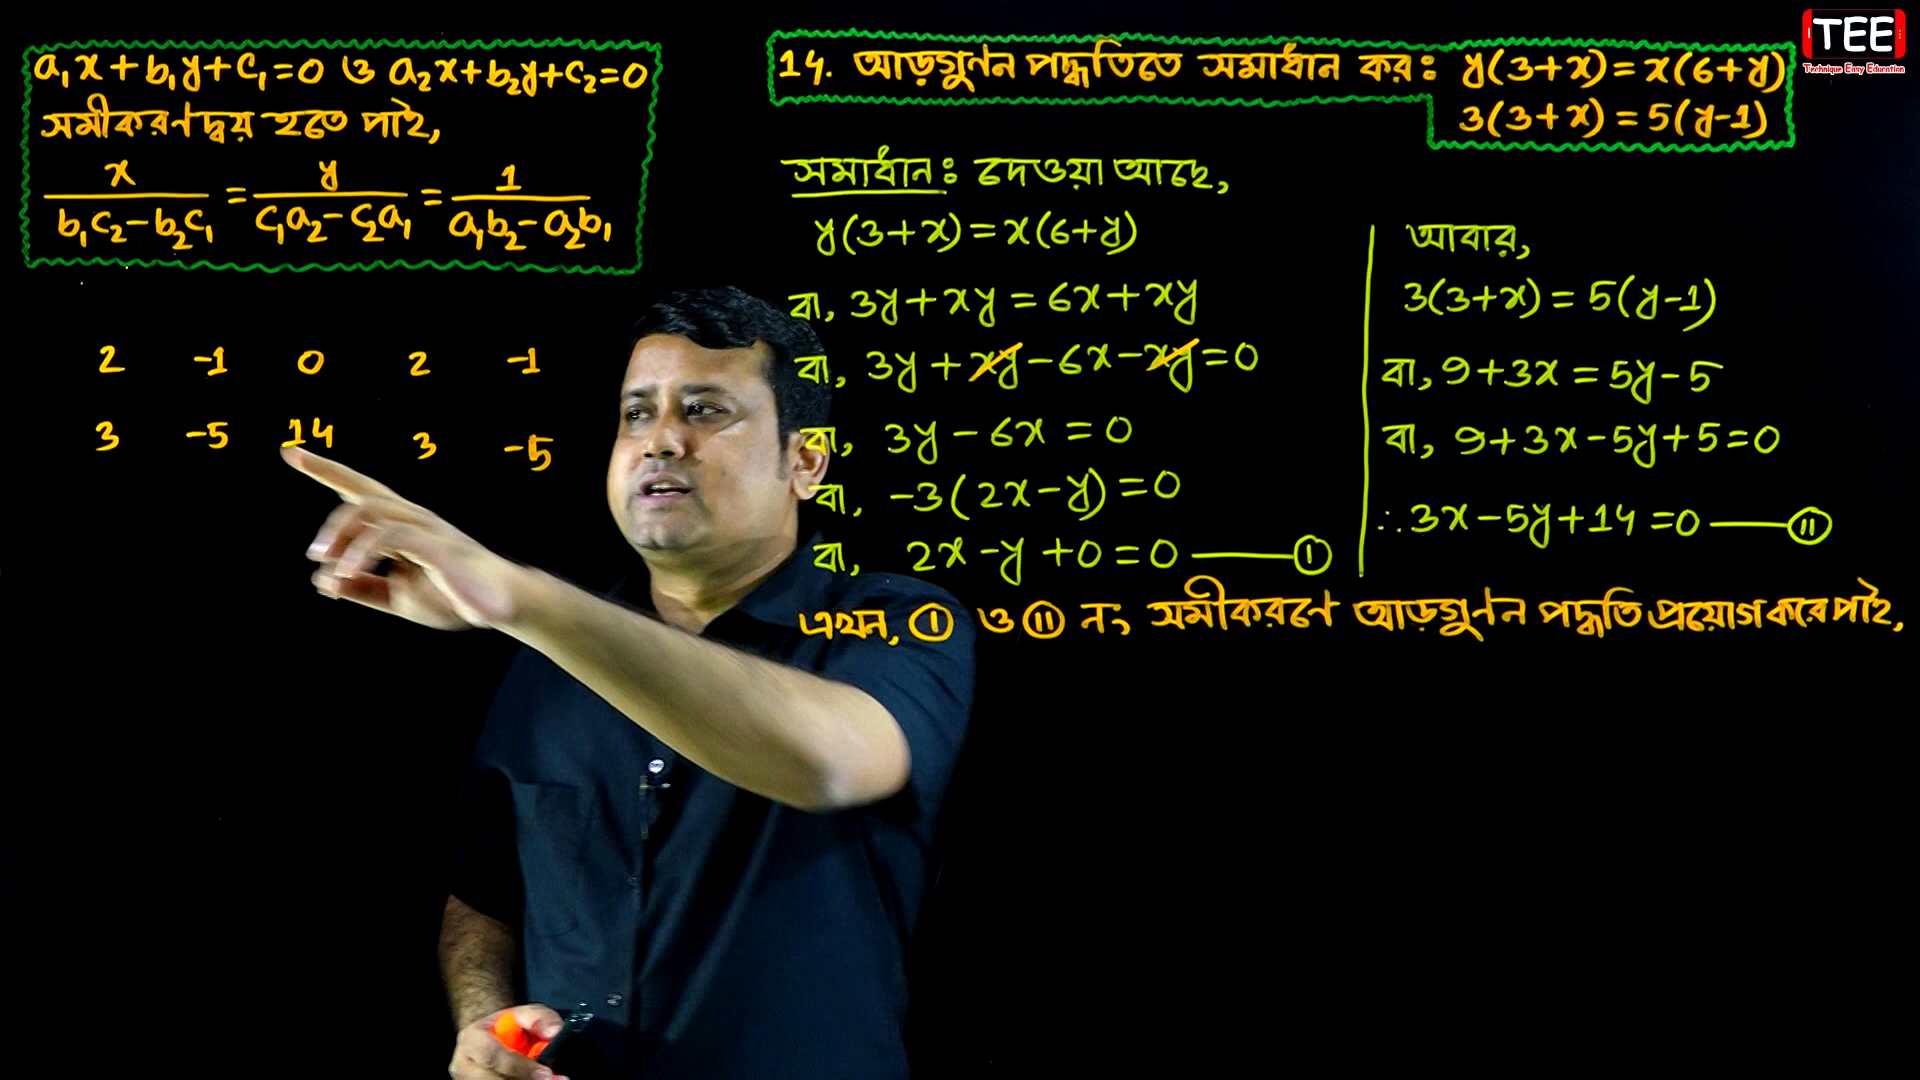 TEE
Technique Easy Education
a₁x+b₁y+c₁=0 ও a₂x+b₂y+c₂=0
সমীকরণদ্বয় হতে পাই,
x/(b₁c₂-b₂c₁) = y/(c₁a₂-c₂a₁) = 1/(a₁b₂-a₂b₁)
2 -1 0 2 -1
3 -5 14 3 -5
14. আড়গুণন পদ্ধতিতে সমাধান কর: y(3+x)=x(6+y)
3(3+x)=5(y-1)
সমাধান: দেওয়া আছে,
y(3+x)=x(6+y)
বা, 3y+xy=6x+xy
বা, 3y+xy-6x-xy=0
বা, 3y-6x=0
বা, -3(2x-y)=0
বা, 2x-y+0=0 —— ⓘ
আবার,
3(3+x)=5(y-1)
বা, 9+3x=5y-5
বা, 9+3x-5y+5=0
∴3x-5y+14=0 —— ⓘⓘ
এখন, ⓘ ও ⓘⓘ নং সমীকরণে আড়গুণন পদ্ধতি প্রয়োগ করে পাই,